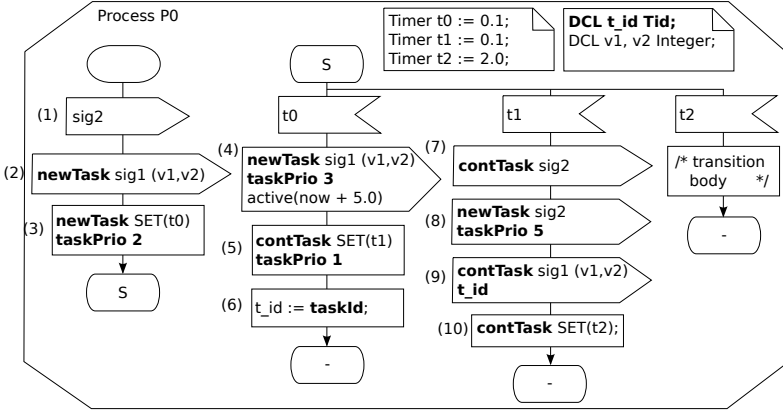 Process P0
Timer t0 := 0.1;
Timer t1 := 0.1;
Timer t2 := 2.0;
DCL t_id Tid;
DCL v1, v2 Integer;
(1)
sig2
(2)
newTask sig1 (v1,v2)
(3)
newTask SET(t0)
taskPrio 2
S
S
t0
(4)
newTask sig1 (v1,v2)
taskPrio 3
active(now + 5.0)
(5)
contTask SET(t1)
taskPrio 1
(6)
t_id := taskId;
-
t1
(7)
contTask sig2
(8)
newTask sig2
taskPrio 5
(9)
contTask sig1 (v1,v2)
t_id
(10)
contTask SET(t2);
-
t2
/* transition
body */
-